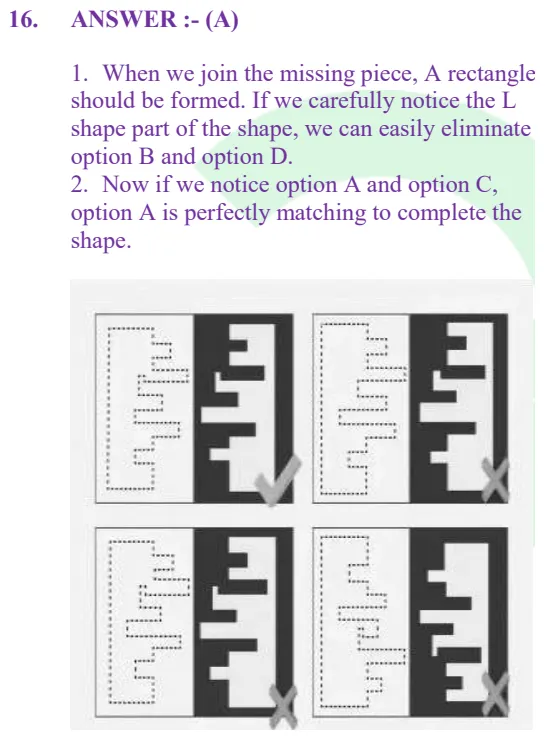 16. ANSWER :- (A)
1. When we join the missing piece, A rectangle
should be formed. If we carefully notice the L
shape part of the shape, we can easily eliminate
option B and option D.
2. Now if we notice option A and option C,
option A is perfectly matching to complete the
shape.